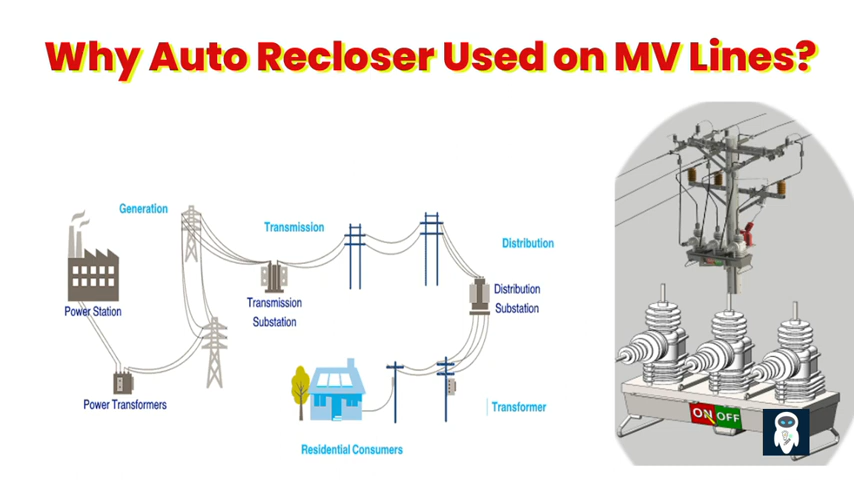 Why Auto Recloser Used on MV Lines?
Generation
Transmission
Distribution
Power Station
Transmission
Substation
Distribution
Substation
Power Transformers
Transformer
Residential Consumers
ON OFF